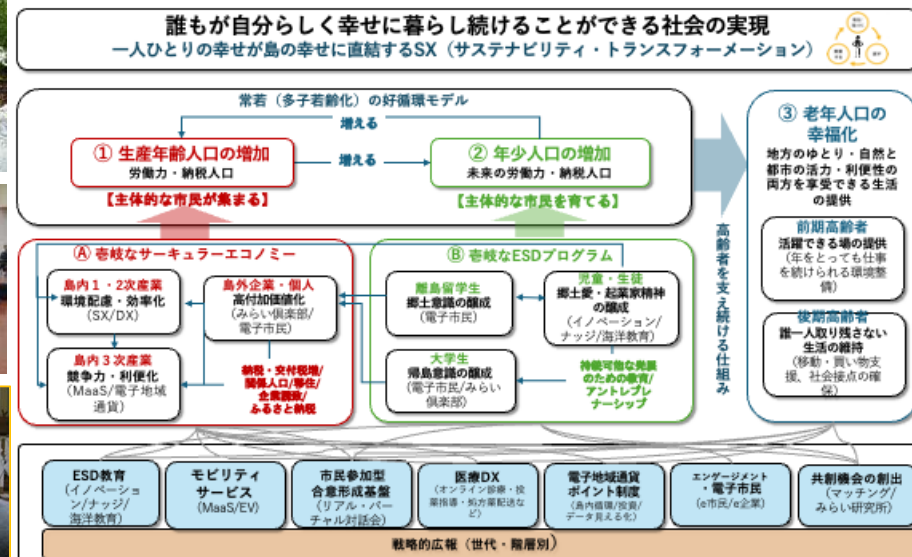 誰もが自分らしく幸せに暮らし続けることができる社会の実現
一人ひとりの幸せが島の幸せに直結するSX（サステナビリティ・トランスフォーメーション）
常若（多子若齢化）の好循環モデル
増える
① 生産年齢人口の増加
労働力・納税人口
増える
② 年少人口の増加
未来の労働力・納税人口
【主体的な市民が集まる】
【主体的な市民を育てる】
③ 老年人口の
幸福化
地方のゆとり・自然と
都市の活力・利便性の
両方を享受できる生活
の提供
前期高齢者
活躍できる場の提供
（年をとっても仕事
を続けられる環境整
備）
後期高齢者
誰一人取り残さない
生活の維持
（移動・買い物支
援、社会接点の確
保）
高齢者を支え続ける仕組み
Ⓐ 壱岐なサーキュラーエコノミー
島内１・２次産業
環境配慮・効率化
（SX/DX）
島外企業・個人
高付加価値化
（みらい倶楽部/
電子市民）
島内３次産業
競争力・利便化
（MaaS/電子地域
通貨）
納税・交付税増/
関係人口/移住/
企業誘致/
ふるさと納税
Ⓑ 壱岐なESDプログラム
離島留学生
郷土意識の醸成
（電子市民）
児童・生徒
郷土愛・起業家精神
の醸成
（イノベーション/
ナッジ/海洋教育）
大学生
帰島意識の醸成
（電子市民/みらい
倶楽部）
持続可能な発展
のための教育/
アントレプレ
ナーシップ
ESD教育
（イノベーショ
ン/ナッジ/
海洋教育）
モビリティ
サービス
（MaaS/EV）
市民参加型
合意形成基盤
（リアル・バー
チャル対話会）
医療DX
（オンライン診療・投
薬指導・処方薬配送な
ど）
電子地域通貨
ポイント制度
（島内循環/投資/
データ見える化）
エンゲージメント
・電子市民
（e市民/e企業）
共創機会の創出
（マッチング/
みらい研究所）
戦略的広報（世代・階層別）